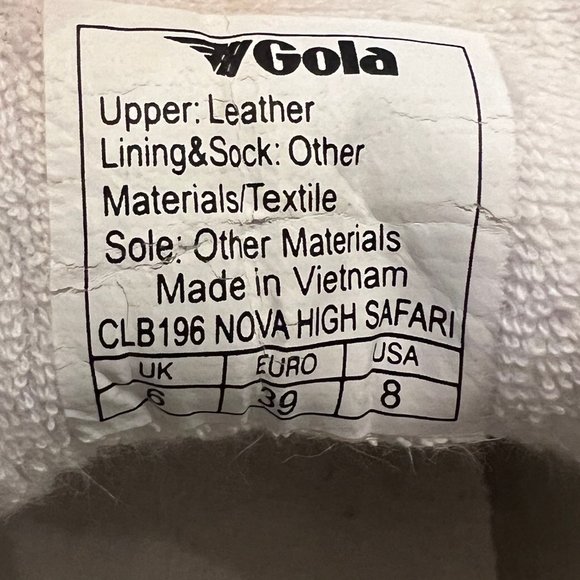 Gola
Upper: Leather
Lining&Sock: Other
Materials/Textile
Sole: Other Materials
Made in Vietnam
CLB196 NOVA HIGH SAFARI
UK EURO USA
6 39 8